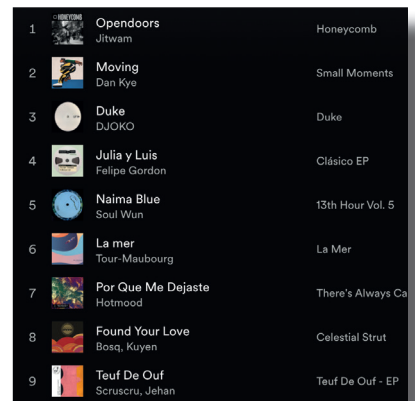 1 Opendoors Honeycomb
Jitwam
2 Moving Small Moments
Dan Kye
3 Duke Duke
DJOKO
4 Julia y Luis Clásico EP
Felipe Gordon
5 Naima Blue 13th Hour Vol. 5
Soul Wun
6 La mer La Mer
Tour-Maubourg
7 Por Que Me Dejaste There's Always Ca
Hotmood
8 Found Your Love Celestial Strut
Bosq, Kuyen
9 Teuf De Ouf Teuf De Ouf - EP
Scruscru, Jehan